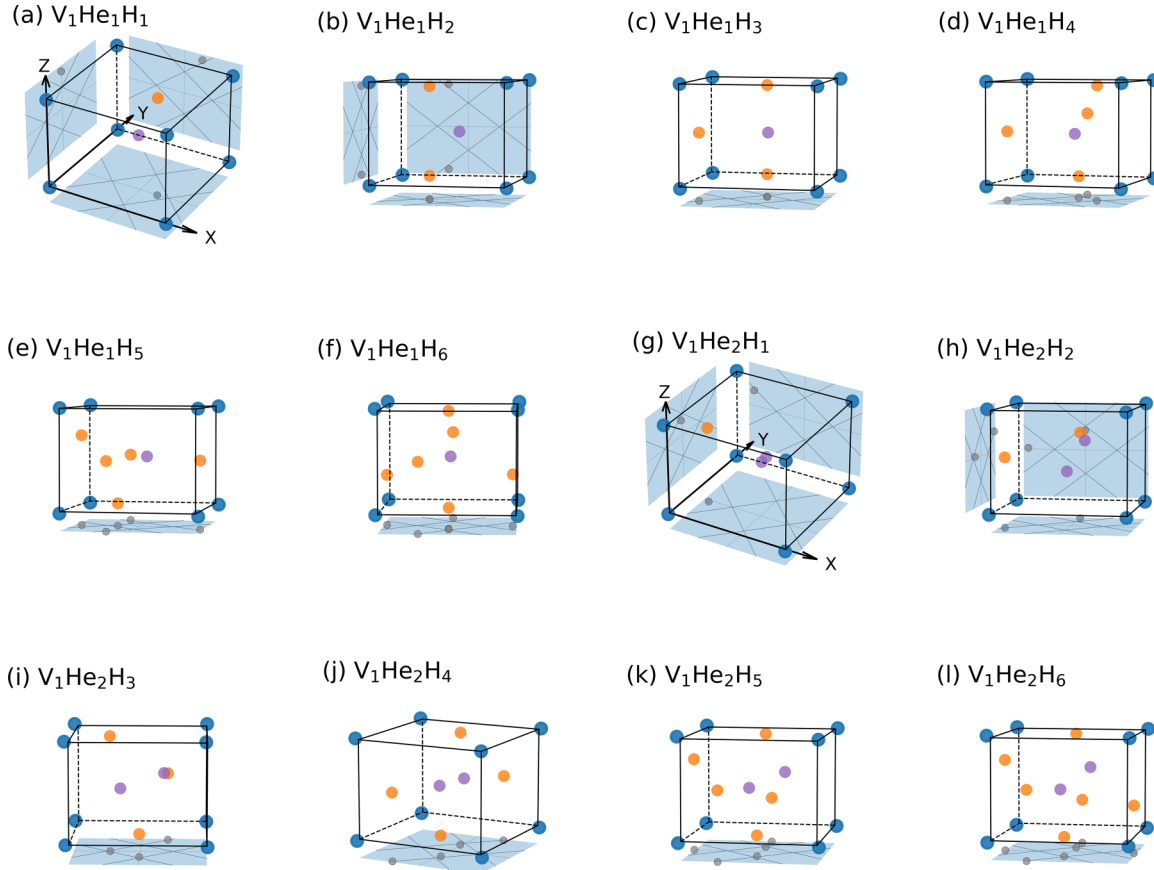 (a) V₁He₁H₁
(b) V₁He₁H₂
(c) V₁He₁H₃
(d) V₁He₁H₄
Z
Y
X
(e) V₁He₁H₅
(f) V₁He₁H₆
(g) V₁He₂H₁
(h) V₁He₂H₂
Z
Y
X
(i) V₁He₂H₃
(j) V₁He₂H₄
(k) V₁He₂H₅
(l) V₁He₂H₆